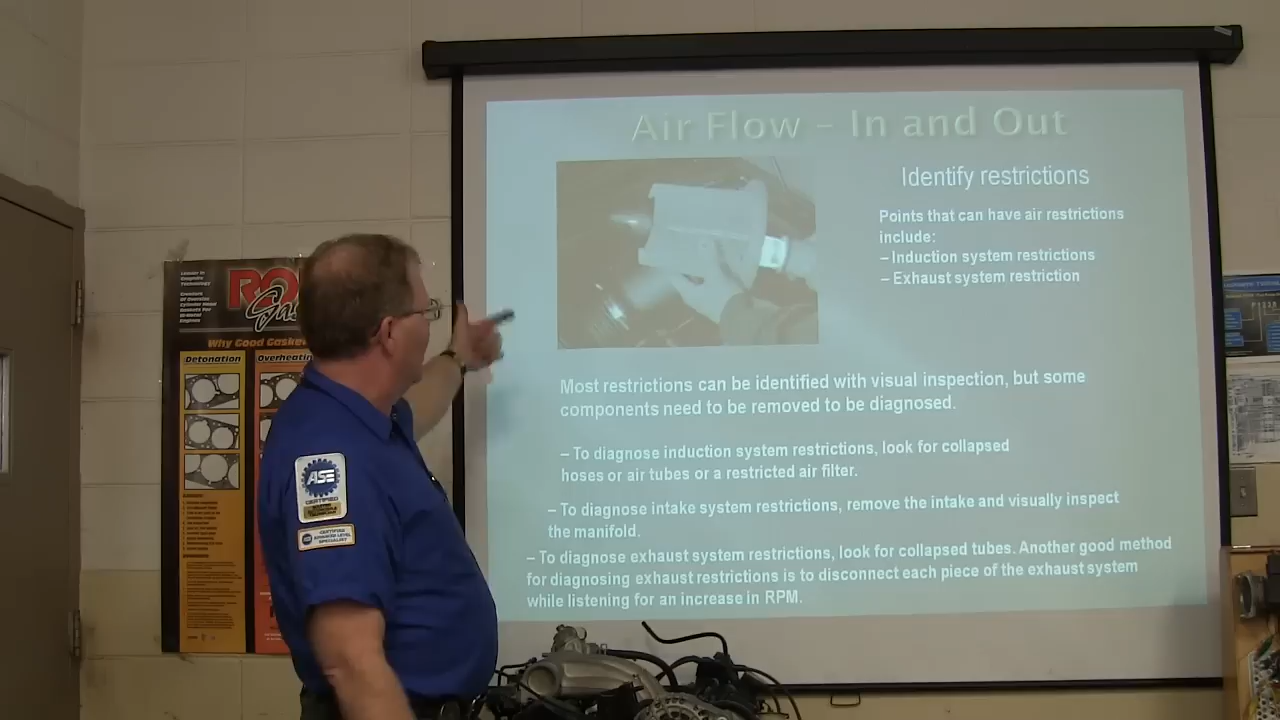 Air Flow – In and Out
Identify restrictions
Points that can have air restrictions
include:
– Induction system restrictions
– Exhaust system restriction
Most restrictions can be identified with visual inspection, but some
components need to be removed to be diagnosed.
– To diagnose induction system restrictions, look for collapsed
hoses or air tubes or a restricted air filter.
– To diagnose intake system restrictions, remove the intake and visually inspect
the manifold.
– To diagnose exhaust system restrictions, look for collapsed tubes. Another good method
for diagnosing exhaust restrictions is to disconnect each piece of the exhaust system
while listening for an increase in RPM.
Why Good Gaske
Detonation
Overheating
ASE
CERTIFIED